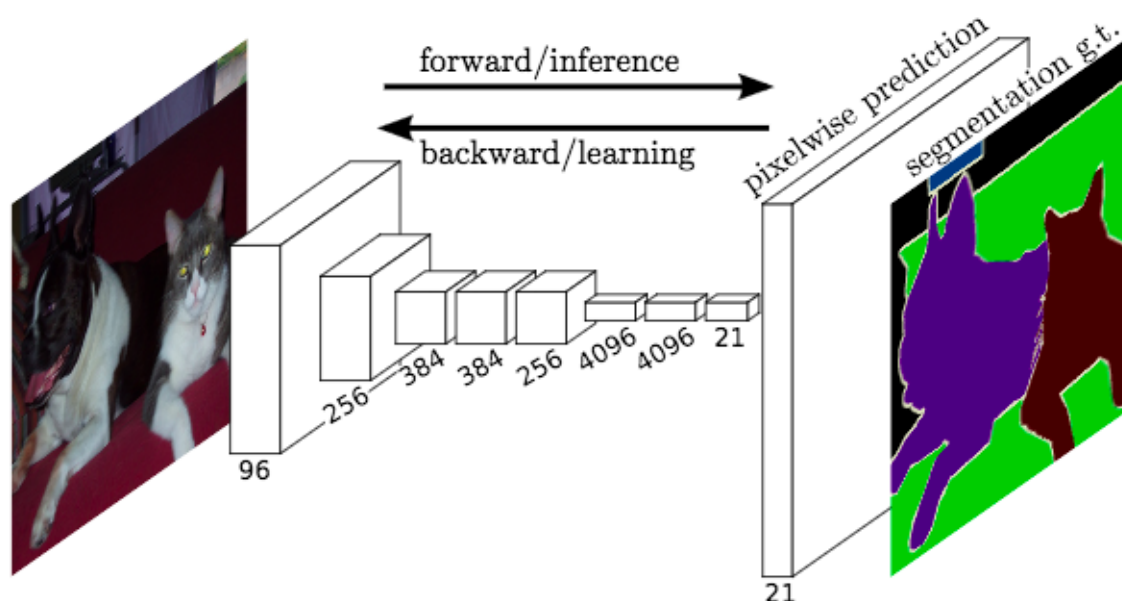 forward/inference
backward/learning
pixelwise prediction
segmentation g.t.
96
256
384
384
256
4096
4096
21
21